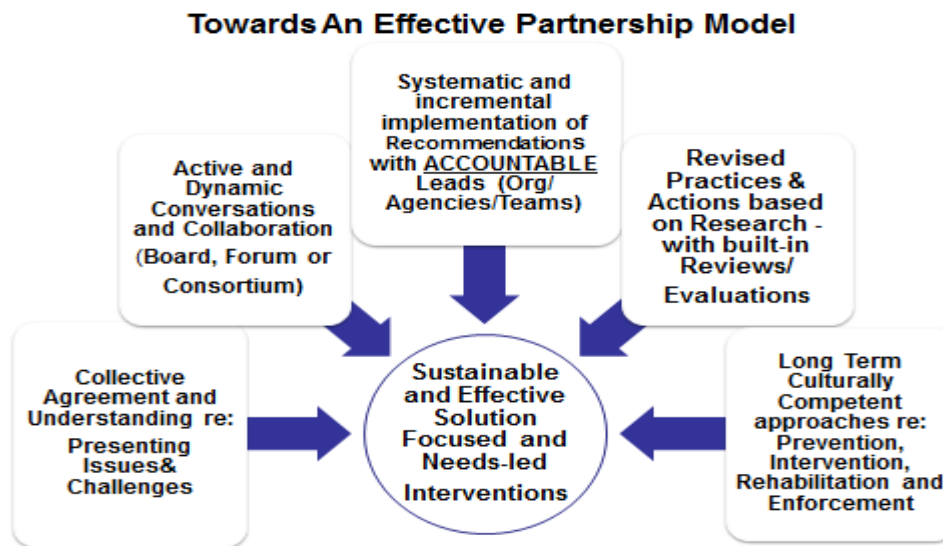 Towards An Effective Partnership Model
Systematic and
incremental
implementation of
Recommendations
with ACCOUNTABLE
Leads (Org/
Agencies/Teams)
Active and
Dynamic
Conversations
and Collaboration
(Board, Forum or
Consortium)
Revised
Practices &
Actions based
on Research -
with built-in
Reviews/
Evaluations
Collective
Agreement and
Understanding re:
Presenting
Issues&
Challenges
Sustainable
and Effective
Solution
Focused and
Needs-led
Interventions
Long Term
Culturally
Competent
approaches re:
Prevention,
Intervention,
Rehabilitation and
Enforcement